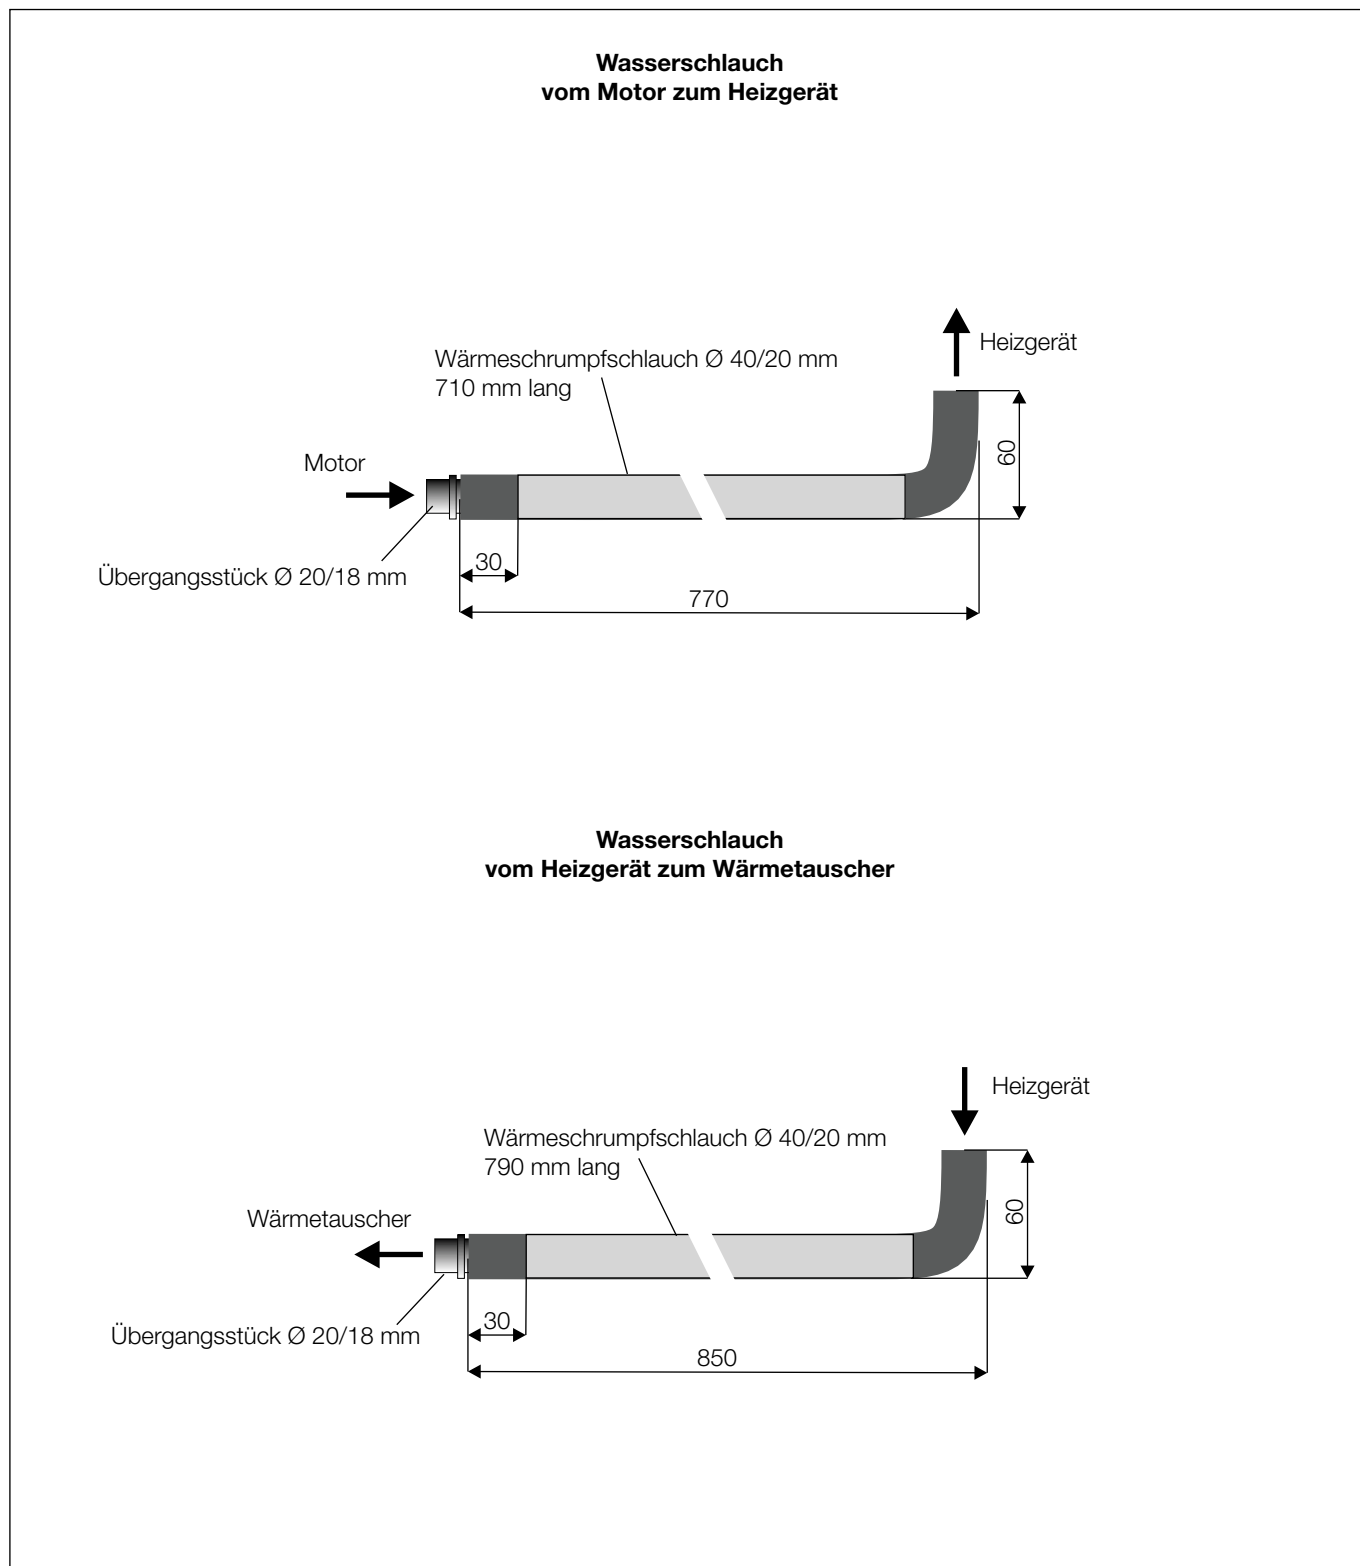 Wasserschlauch
vom Motor zum Heizgerät
Heizgerät
Wärmeschrumpfschlauch Ø 40/20 mm
710 mm lang
60
Motor
30
Übergangsstück Ø 20/18 mm
770
Wasserschlauch
vom Heizgerät zum Wärmetauscher
Heizgerät
Wärmeschrumpfschlauch Ø 40/20 mm
790 mm lang
60
Wärmetauscher
30
Übergangsstück Ø 20/18 mm
850